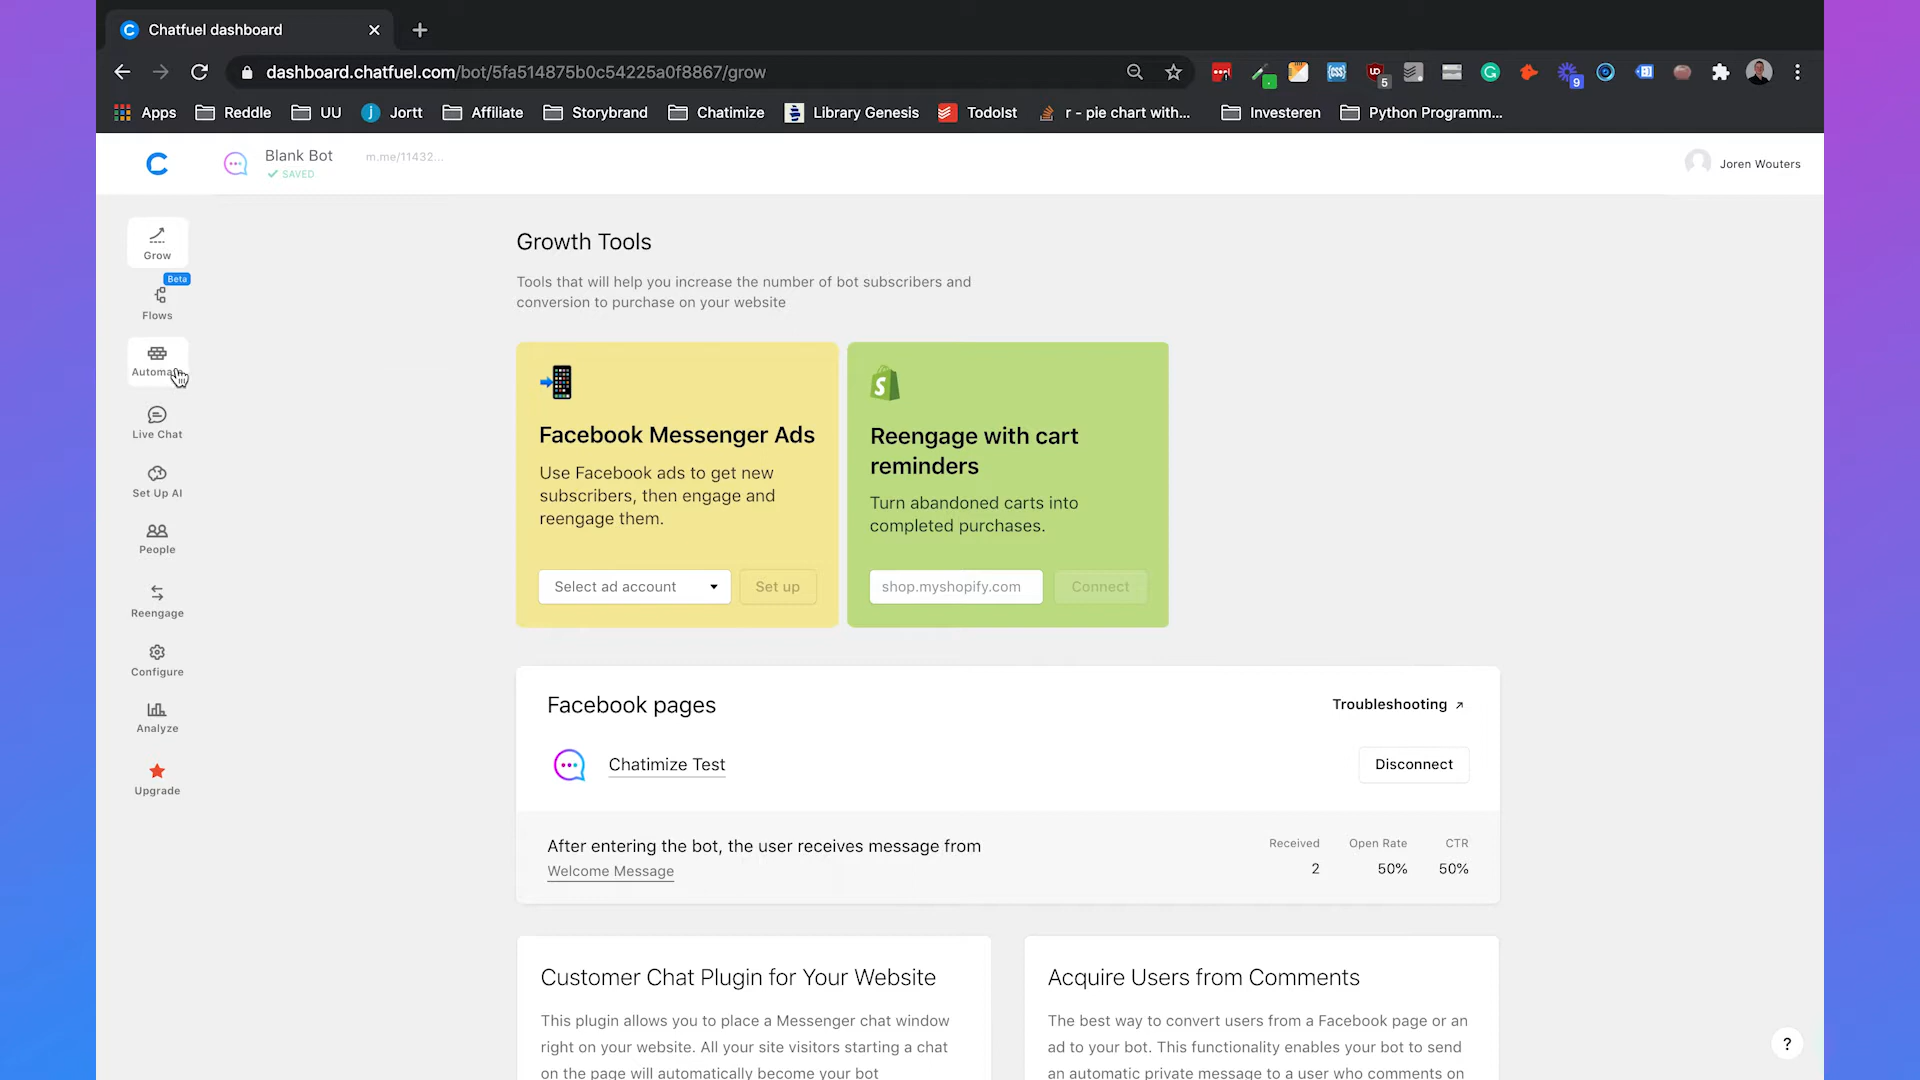 Chatfuel dashboard
dashboard.chatfuel.com/bot/5fa514875b0c54225a0f8867/grow
5
9
Apps
Reddle
UU
Jortt
Affiliate
Storybrand
Chatimize
Library Genesis
TodoIst
r - pie chart with...
Investeren
Python Programm...
Blank Bot
m.me/11432...
SAVED
Joren Wouters
Grow
Beta
Flows
Live Chat
Set Up AI
People
Reengage
Configure
Analyze
Upgrade
Growth Tools
Tools that will help you increase the number of bot subscribers and
conversion to purchase on your website
Facebook Messenger Ads
Use Facebook ads to get new
subscribers, then engage and
reengage them.
Select ad account
Set up
Reengage with cart
reminders
Turn abandoned carts into
completed purchases.
shop.myshopify.com
Connect
Facebook pages
Troubleshooting
Chatimize Test
Disconnect
After entering the bot, the user receives message from
Welcome Message
Received
Open Rate
CTR
2
50%
50%
Customer Chat Plugin for Your Website
This plugin allows you to place a Messenger chat window
right on your website. All your site visitors starting a chat
on the page will automatically become your bot
Acquire Users from Comments
The best way to convert users from a Facebook page or an
ad to your bot. This functionality enables your bot to send
an automatic private message to a user who comments on
?